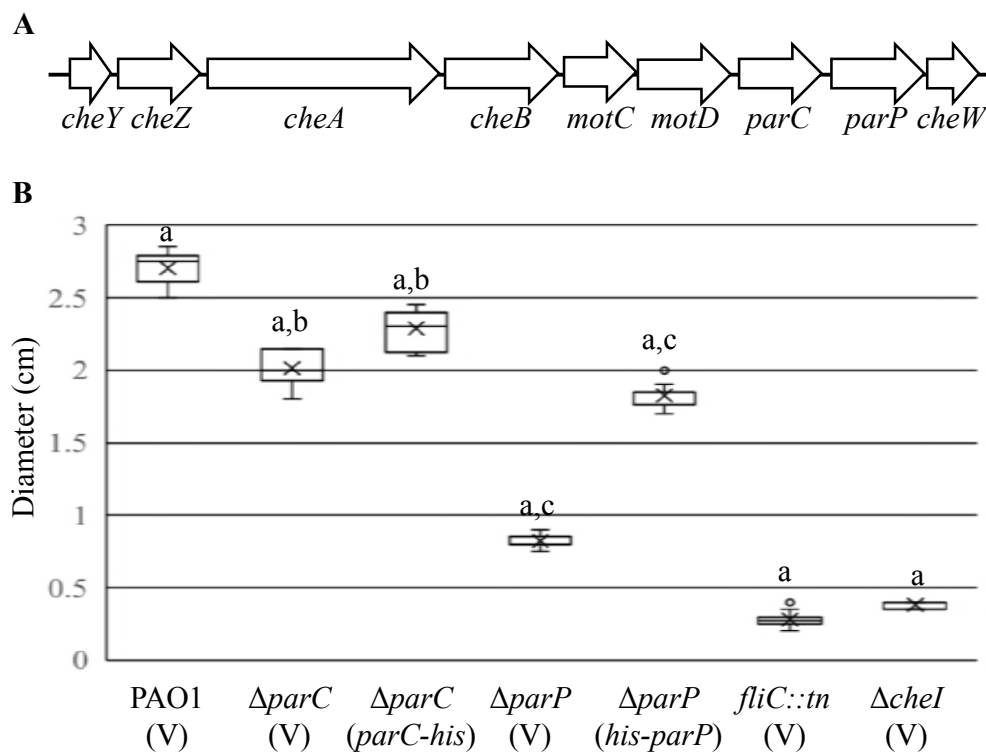 A
cheY cheZ cheA cheB motC motD parC parP cheW
B
3
2.5
2
1.5
1
0.5
0
Diameter (cm)
a
a,b
a,b
a,c
a,c
a
a
PAO1 ΔparC ΔparC ΔparP ΔparP fliC::tn ΔcheI
(V) (V) (parC-his) (V) (his-parP) (V) (V)